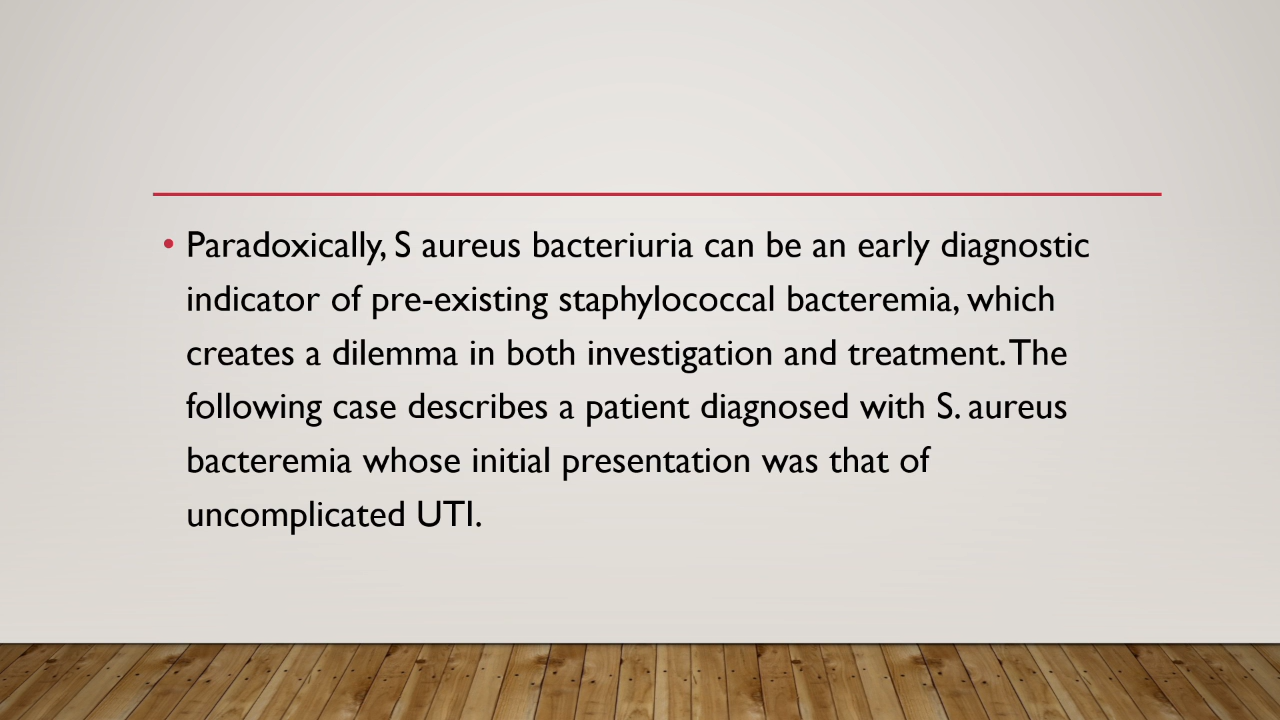 • Paradoxically, S aureus bacteriuria can be an early diagnostic
indicator of pre-existing staphylococcal bacteremia, which
creates a dilemma in both investigation and treatment. The
following case describes a patient diagnosed with S. aureus
bacteremia whose initial presentation was that of
uncomplicated UTI.